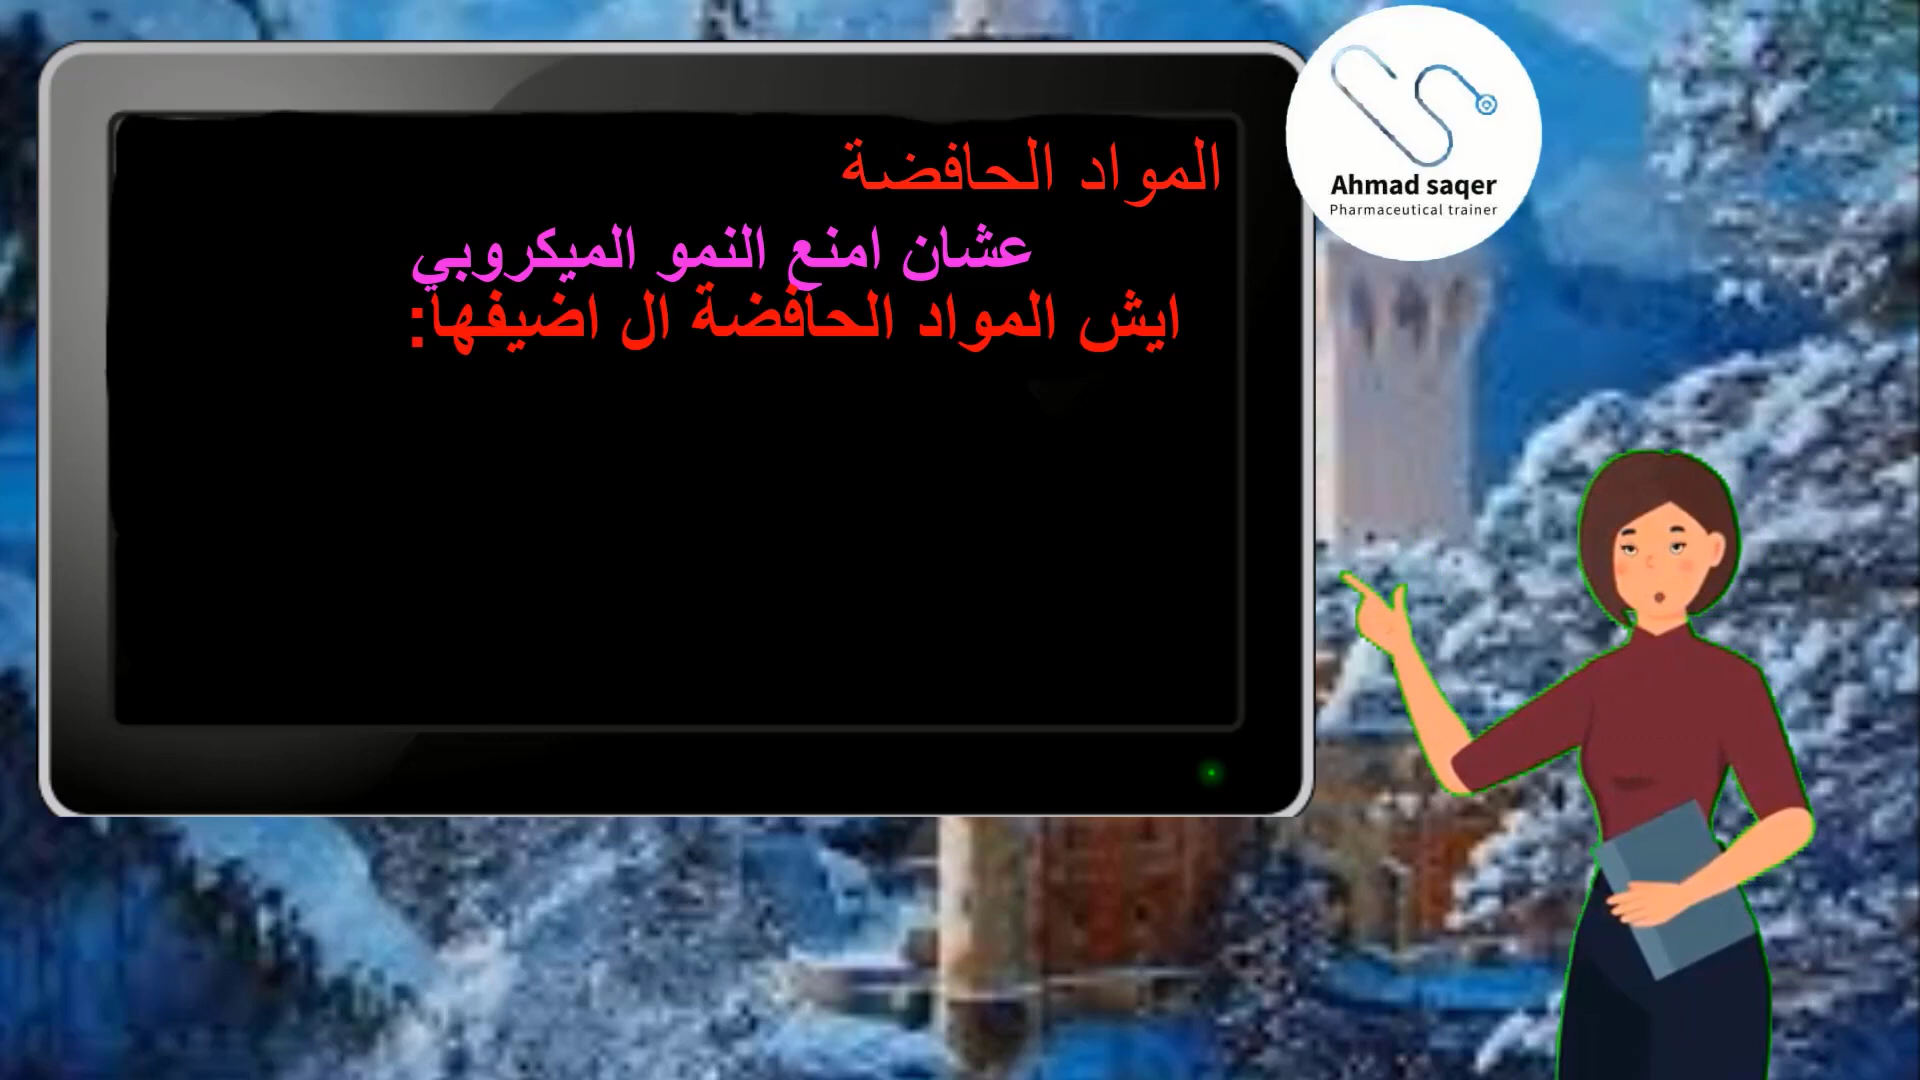 المواد الحافضة
عشان امنع النمو الميكروبي
ايش المواد الحافضة ال اضيفها:
Ahmad saqer
Pharmaceutical trainer